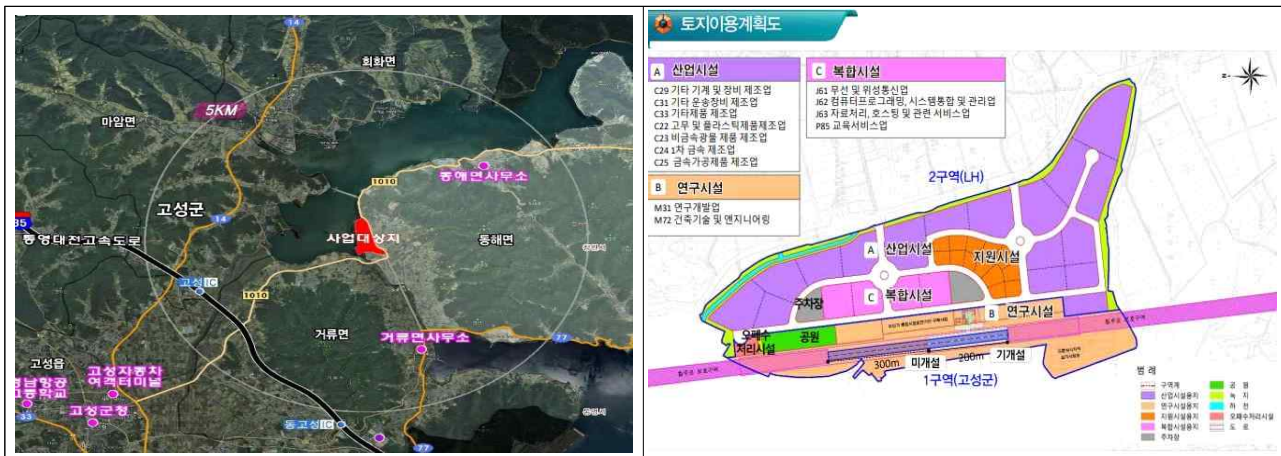 14
회화면
5KM
마암면
1010
동해면사무소
고성군
14
35
통영대전고속도로
사업대상지
동해면
고성IC
1010
거류면
77
고성읍
거류면사무소
고성자동차
여객터미널
경남항공
고등학교
고성군청
33
동고성IC
77
토지이용계획도
A 산업시설
C29 기타 기계 및 장비 제조업
C31 기타 운송장비 제조업
C33 기타제품 제조업
C22 고무 및 플라스틱제품제조업
C23 비금속광물 제품 제조업
C24 1차 금속 제조업
C25 금속가공제품 제조업
C 복합시설
J61 무선 및 위성통신업
J62 컴퓨터프로그래밍, 시스템통합 및 관리업
J63 자료처리, 호스팅 및 관련 서비스업
P85 교육서비스업
B 연구시설
M31 연구개발업
M72 건축기술 및 엔지니어링
2구역(LH)
A 산업시설
지원시설
주차장
C 복합시설
B 연구시설
오폐수
처리시설
공원
300m 미개설
200m 기개설
1구역(고성군)
범 례
구역계
공 원
산업시설용지
녹 지
연구시설용지
하 천
지원시설용지
오폐수처리시설
복합시설용지
도 로
주차장